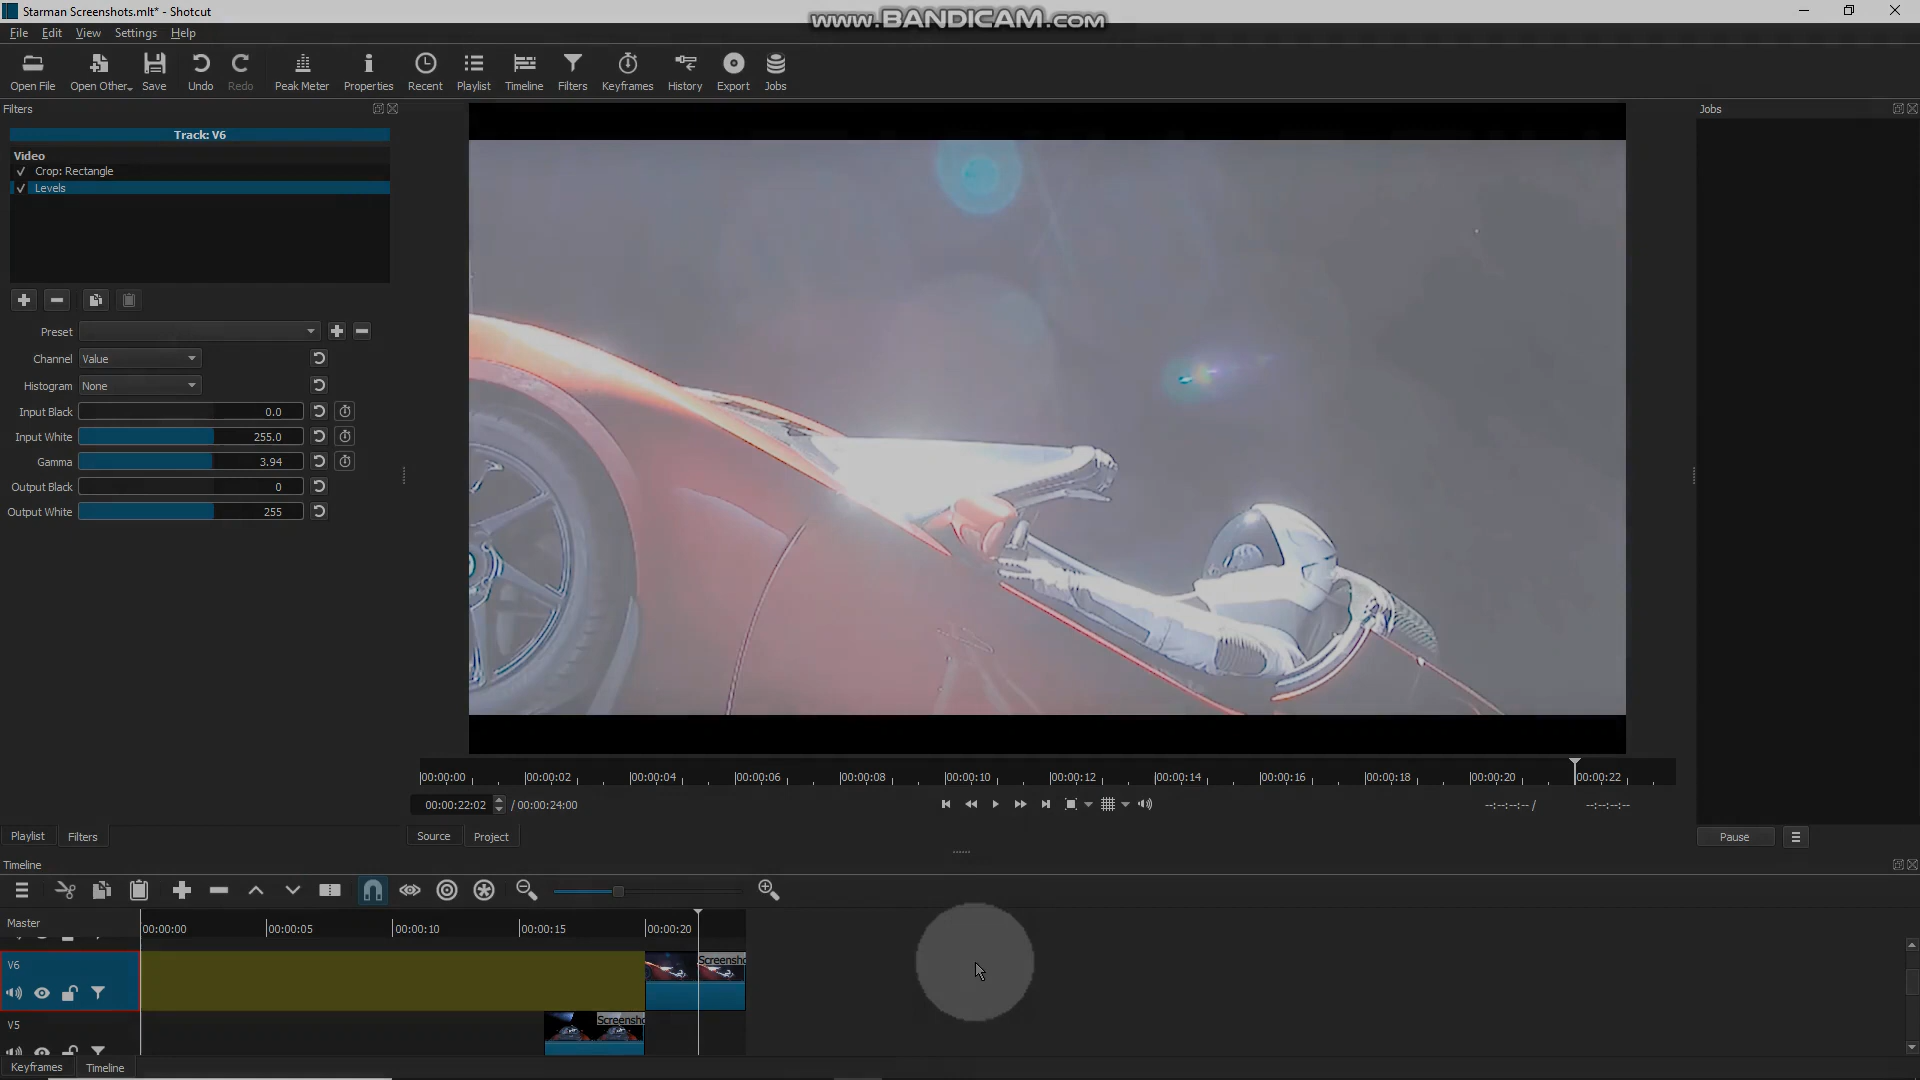 Starman Screenshots.mlt* - Shotcut
www.BANDICAM.com
File Edit View Settings Help
Open File Open Other... Save Undo Redo Peak Meter Properties Recent Playlist Timeline Filters Keyframes History Export Jobs
Filters
Jobs
Track: V6
Video
Crop: Rectangle
Levels
Preset
Channel Value
Histogram None
Input Black 0.0
Input White 255.0
Gamma 3.94
Output Black 0
Output White 255
00:00:00 00:00:02 00:00:04 00:00:06 00:00:08 00:00:10 00:00:12 00:00:14 00:00:16 00:00:18 00:00:20 00:00:22
00:00:22:02 / 00:00:24:00 --:--:--:-- / --:--:--:--
Playlist Filters Source Project Pause
Timeline
Master 00:00:00 00:00:05 00:00:10 00:00:15 00:00:20
V6 Screensho
V5 Screensho
Keyframes Timeline